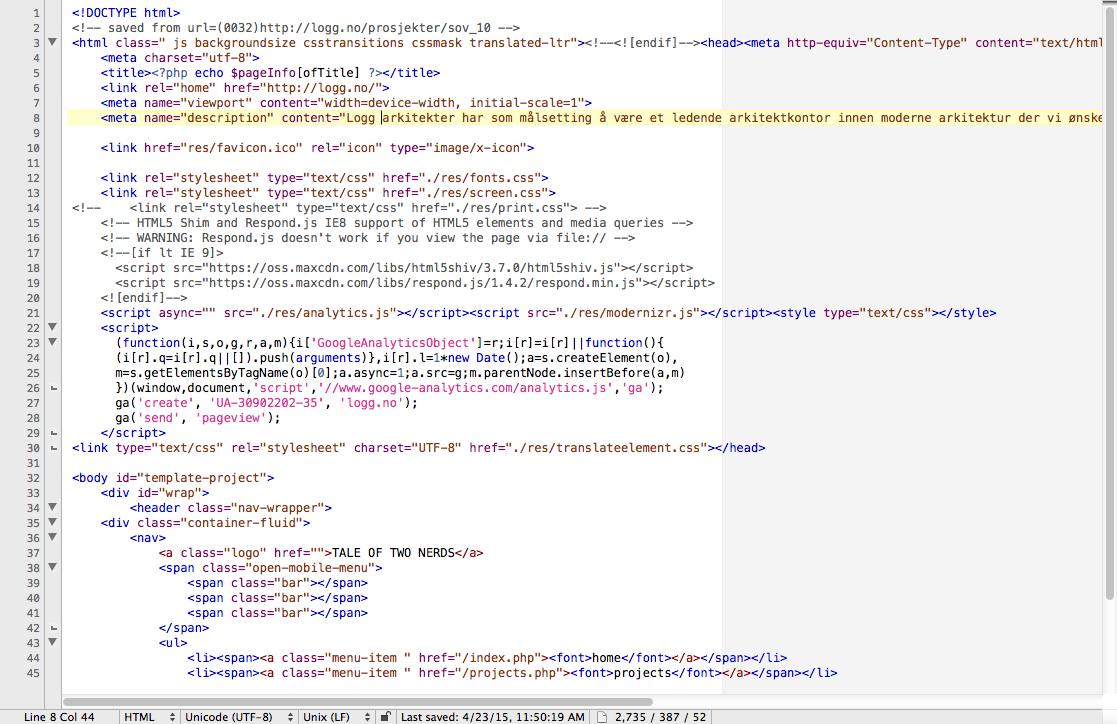 1 <!DOCTYPE html>
2 <!-- saved from url=(0032)http://logg.no/prosjekter/sov_10 -->
3 <html class=" js backgroundsize csstransitions cssmask translated-ltr"><!--<![endif]--><head><meta http-equiv="Content-Type" content="text/html
4 <meta charset="utf-8">
5 <title><?php echo $pageInfo[ofTitle] ?></title>
6 <link rel="home" href="http://logg.no/">
7 <meta name="viewport" content="width=device-width, initial-scale=1">
8 <meta name="description" content="Logg arkitekter har som målsetting å være et ledende arkitektkontor innen moderne arkitektur der vi ønske
9
10 <link href="res/favicon.ico" rel="icon" type="image/x-icon">
11
12 <link rel="stylesheet" type="text/css" href="./res/fonts.css">
13 <link rel="stylesheet" type="text/css" href="./res/screen.css">
14 <!-- <link rel="stylesheet" type="text/css" href="./res/print.css"> -->
15 <!-- HTML5 Shim and Respond.js IE8 support of HTML5 elements and media queries -->
16 <!-- WARNING: Respond.js doesn't work if you view the page via file:// -->
17 <!--[if lt IE 9]>
18 <script src="https://oss.maxcdn.com/libs/html5shiv/3.7.0/html5shiv.js"></script>
19 <script src="https://oss.maxcdn.com/libs/respond.js/1.4.2/respond.min.js"></script>
20 <![endif]-->
21 <script async="" src="./res/analytics.js"></script><script src="./res/modernizr.js"></script><style type="text/css"></style>
22 <script>
23 (function(i,s,o,g,r,a,m){i['GoogleAnalyticsObject']=r;i[r]=i[r]||function(){
24 (i[r].q=i[r].q||[]).push(arguments)},i[r].l=1*new Date();a=s.createElement(o),
25 m=s.getElementsByTagName(o)[0];a.async=1;a.src=g;m.parentNode.insertBefore(a,m)
26 })(window,document,'script','//www.google-analytics.com/analytics.js','ga');
27 ga('create', 'UA-30902202-35', 'logg.no');
28 ga('send', 'pageview');
29 </script>
30 <link type="text/css" rel="stylesheet" charset="UTF-8" href="./res/translateelement.css"></head>
31
32 <body id="template-project">
33 <div id="wrap">
34 <header class="nav-wrapper">
35 <div class="container-fluid">
36 <nav>
37 <a class="logo" href="">TALE OF TWO NERDS</a>
38 <span class="open-mobile-menu">
39 <span class="bar"></span>
40 <span class="bar"></span>
41 <span class="bar"></span>
42 </span>
43 <ul>
44 <li><span><a class="menu-item " href="/index.php"><font>home</font></a></span></li>
45 <li><span><a class="menu-item " href="/projects.php"><font>projects</font></a></span></li>
Line 8 Col 44 HTML Unicode (UTF-8) Unix (LF) Last saved: 4/23/15, 11:50:19 AM 2,735 / 387 / 52